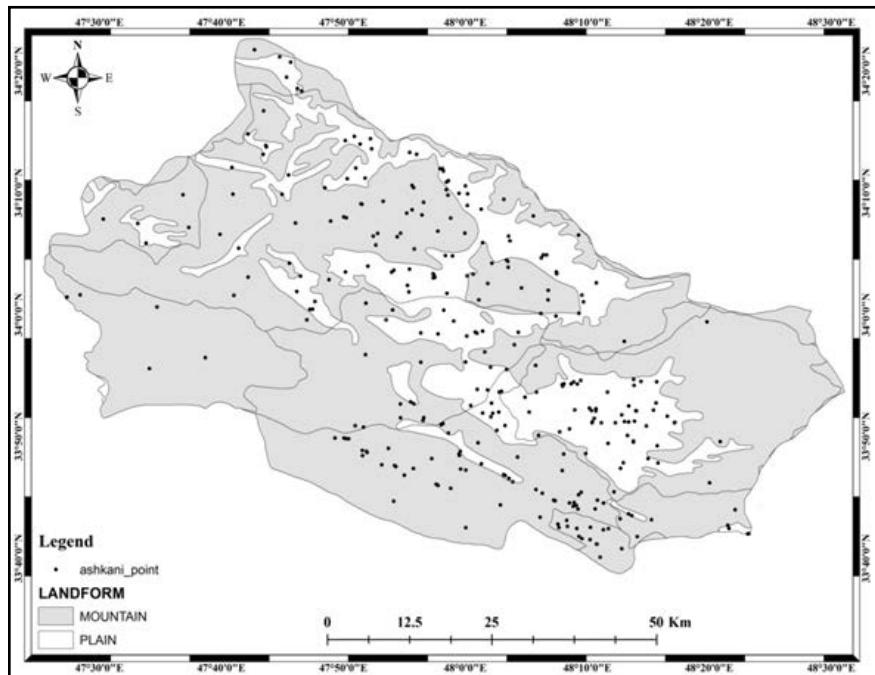 47°30'0"E 47°40'0"E 47°50'0"E 48°0'0"E 48°10'0"E 48°20'0"E 48°30'0"E
N
W E
S
34°20'0"N 34°20'0"N
34°10'0"N 34°10'0"N
34°0'0"N 34°0'0"N
33°50'0"N 33°50'0"N
33°40'0"N 33°40'0"N
Legend
ashkani_point
LANDFORM
MOUNTAIN
PLAIN
0 12.5 25 50 Km
47°30'0"E 47°40'0"E 47°50'0"E 48°0'0"E 48°10'0"E 48°20'0"E 48°30'0"E